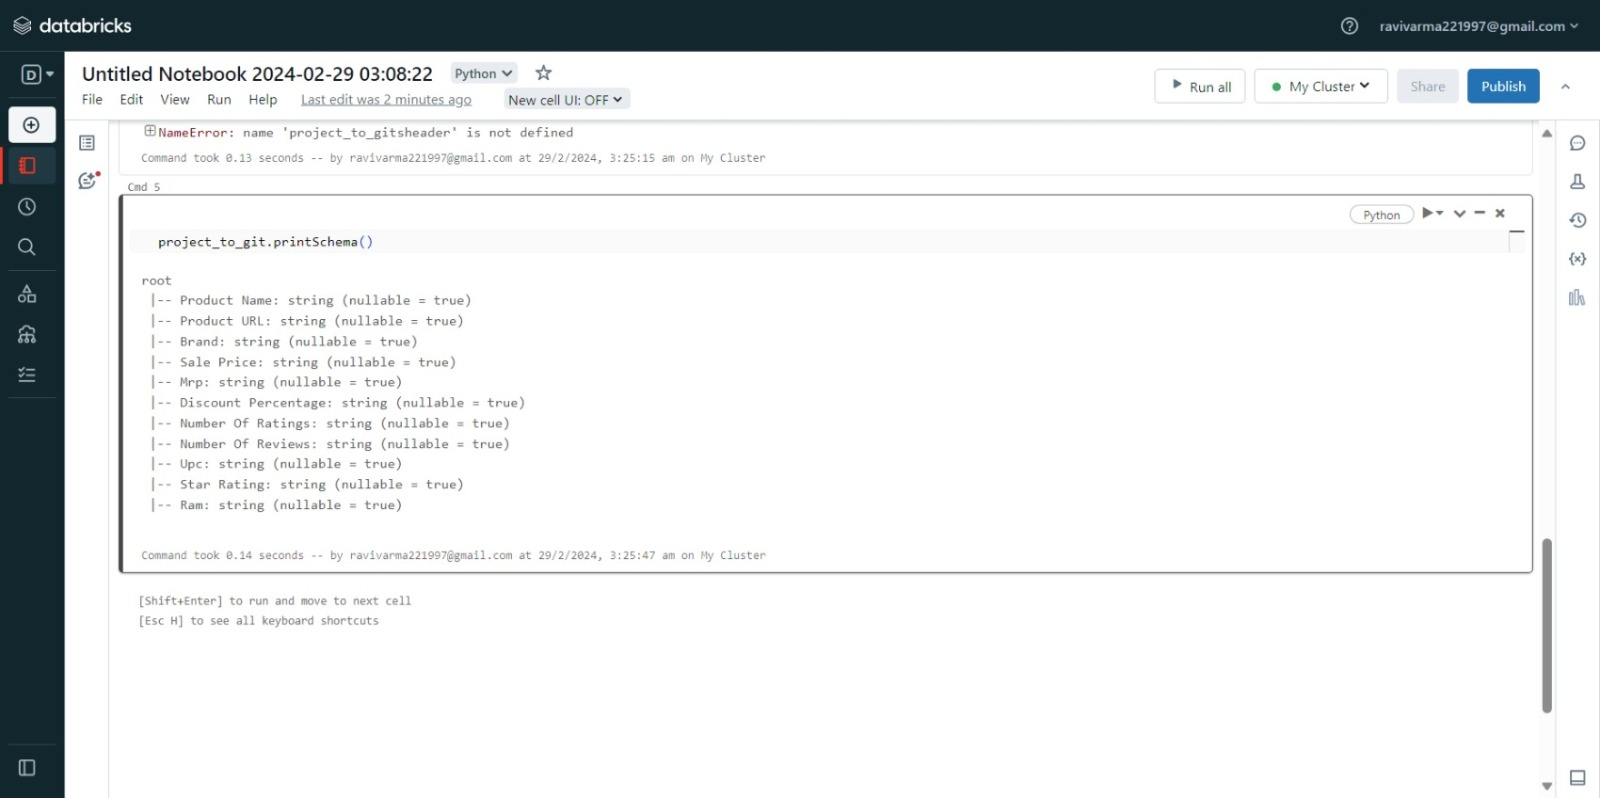 databricks
ravivarma221997@gmail.com
D
Untitled Notebook 2024-02-29 03:08:22
Python
File Edit View Run Help Last edit was 2 minutes ago New cell UI: OFF
Run all
My Cluster
Share
Publish
NameError: name 'project_to_gitsheader' is not defined
Command took 0.13 seconds -- by ravivarma221997@gmail.com at 29/2/2024, 3:25:15 am on My Cluster
Cmd 5
Python
project_to_git.printSchema()
root
|-- Product Name: string (nullable = true)
|-- Product URL: string (nullable = true)
|-- Brand: string (nullable = true)
|-- Sale Price: string (nullable = true)
|-- Mrp: string (nullable = true)
|-- Discount Percentage: string (nullable = true)
|-- Number Of Ratings: string (nullable = true)
|-- Number Of Reviews: string (nullable = true)
|-- Upc: string (nullable = true)
|-- Star Rating: string (nullable = true)
|-- Ram: string (nullable = true)
Command took 0.14 seconds -- by ravivarma221997@gmail.com at 29/2/2024, 3:25:47 am on My Cluster
[Shift+Enter] to run and move to next cell
[Esc H] to see all keyboard shortcuts